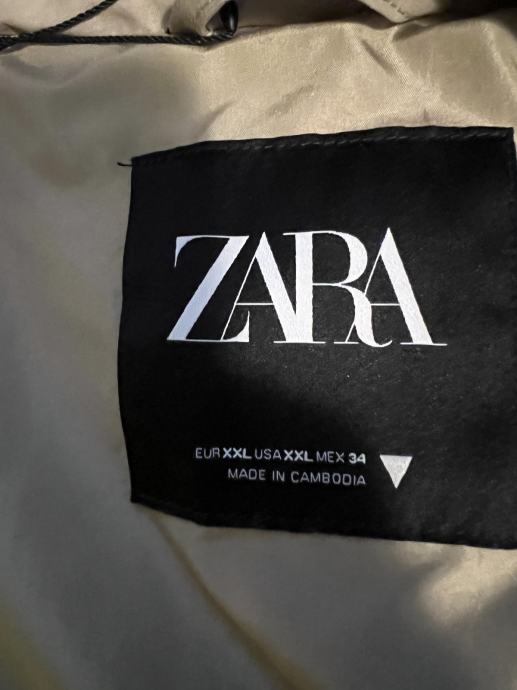 ZARA
EUR XXL USA XXL MEX 34
MADE IN CAMBODIA